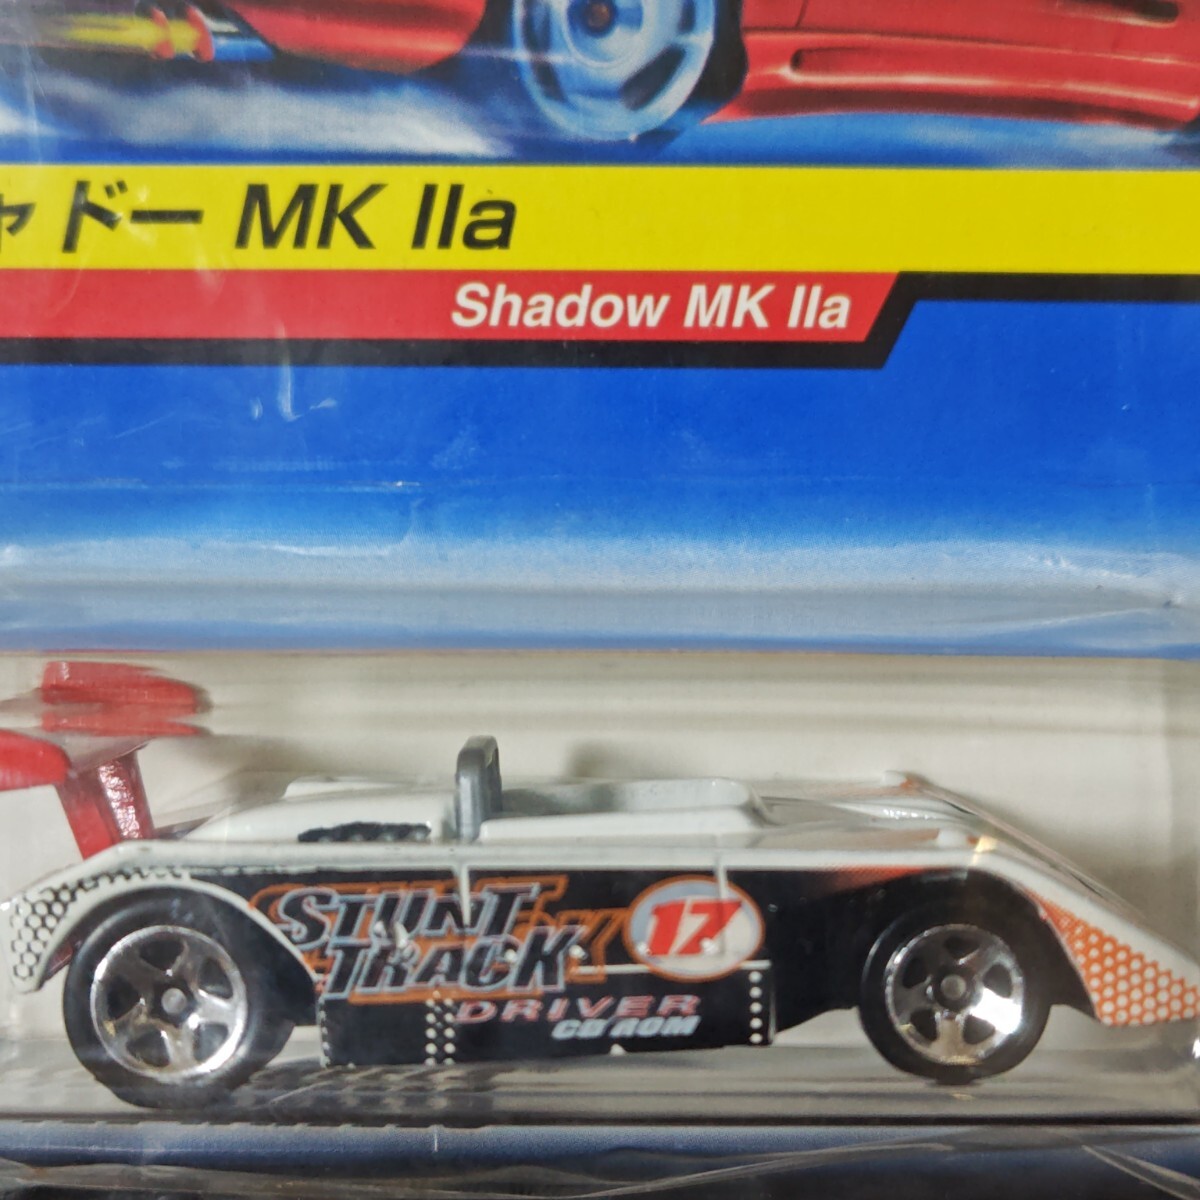 ャドー MK IIa
Shadow MK IIa
STUNT
TRACK
17
DRIVER
CD ROM